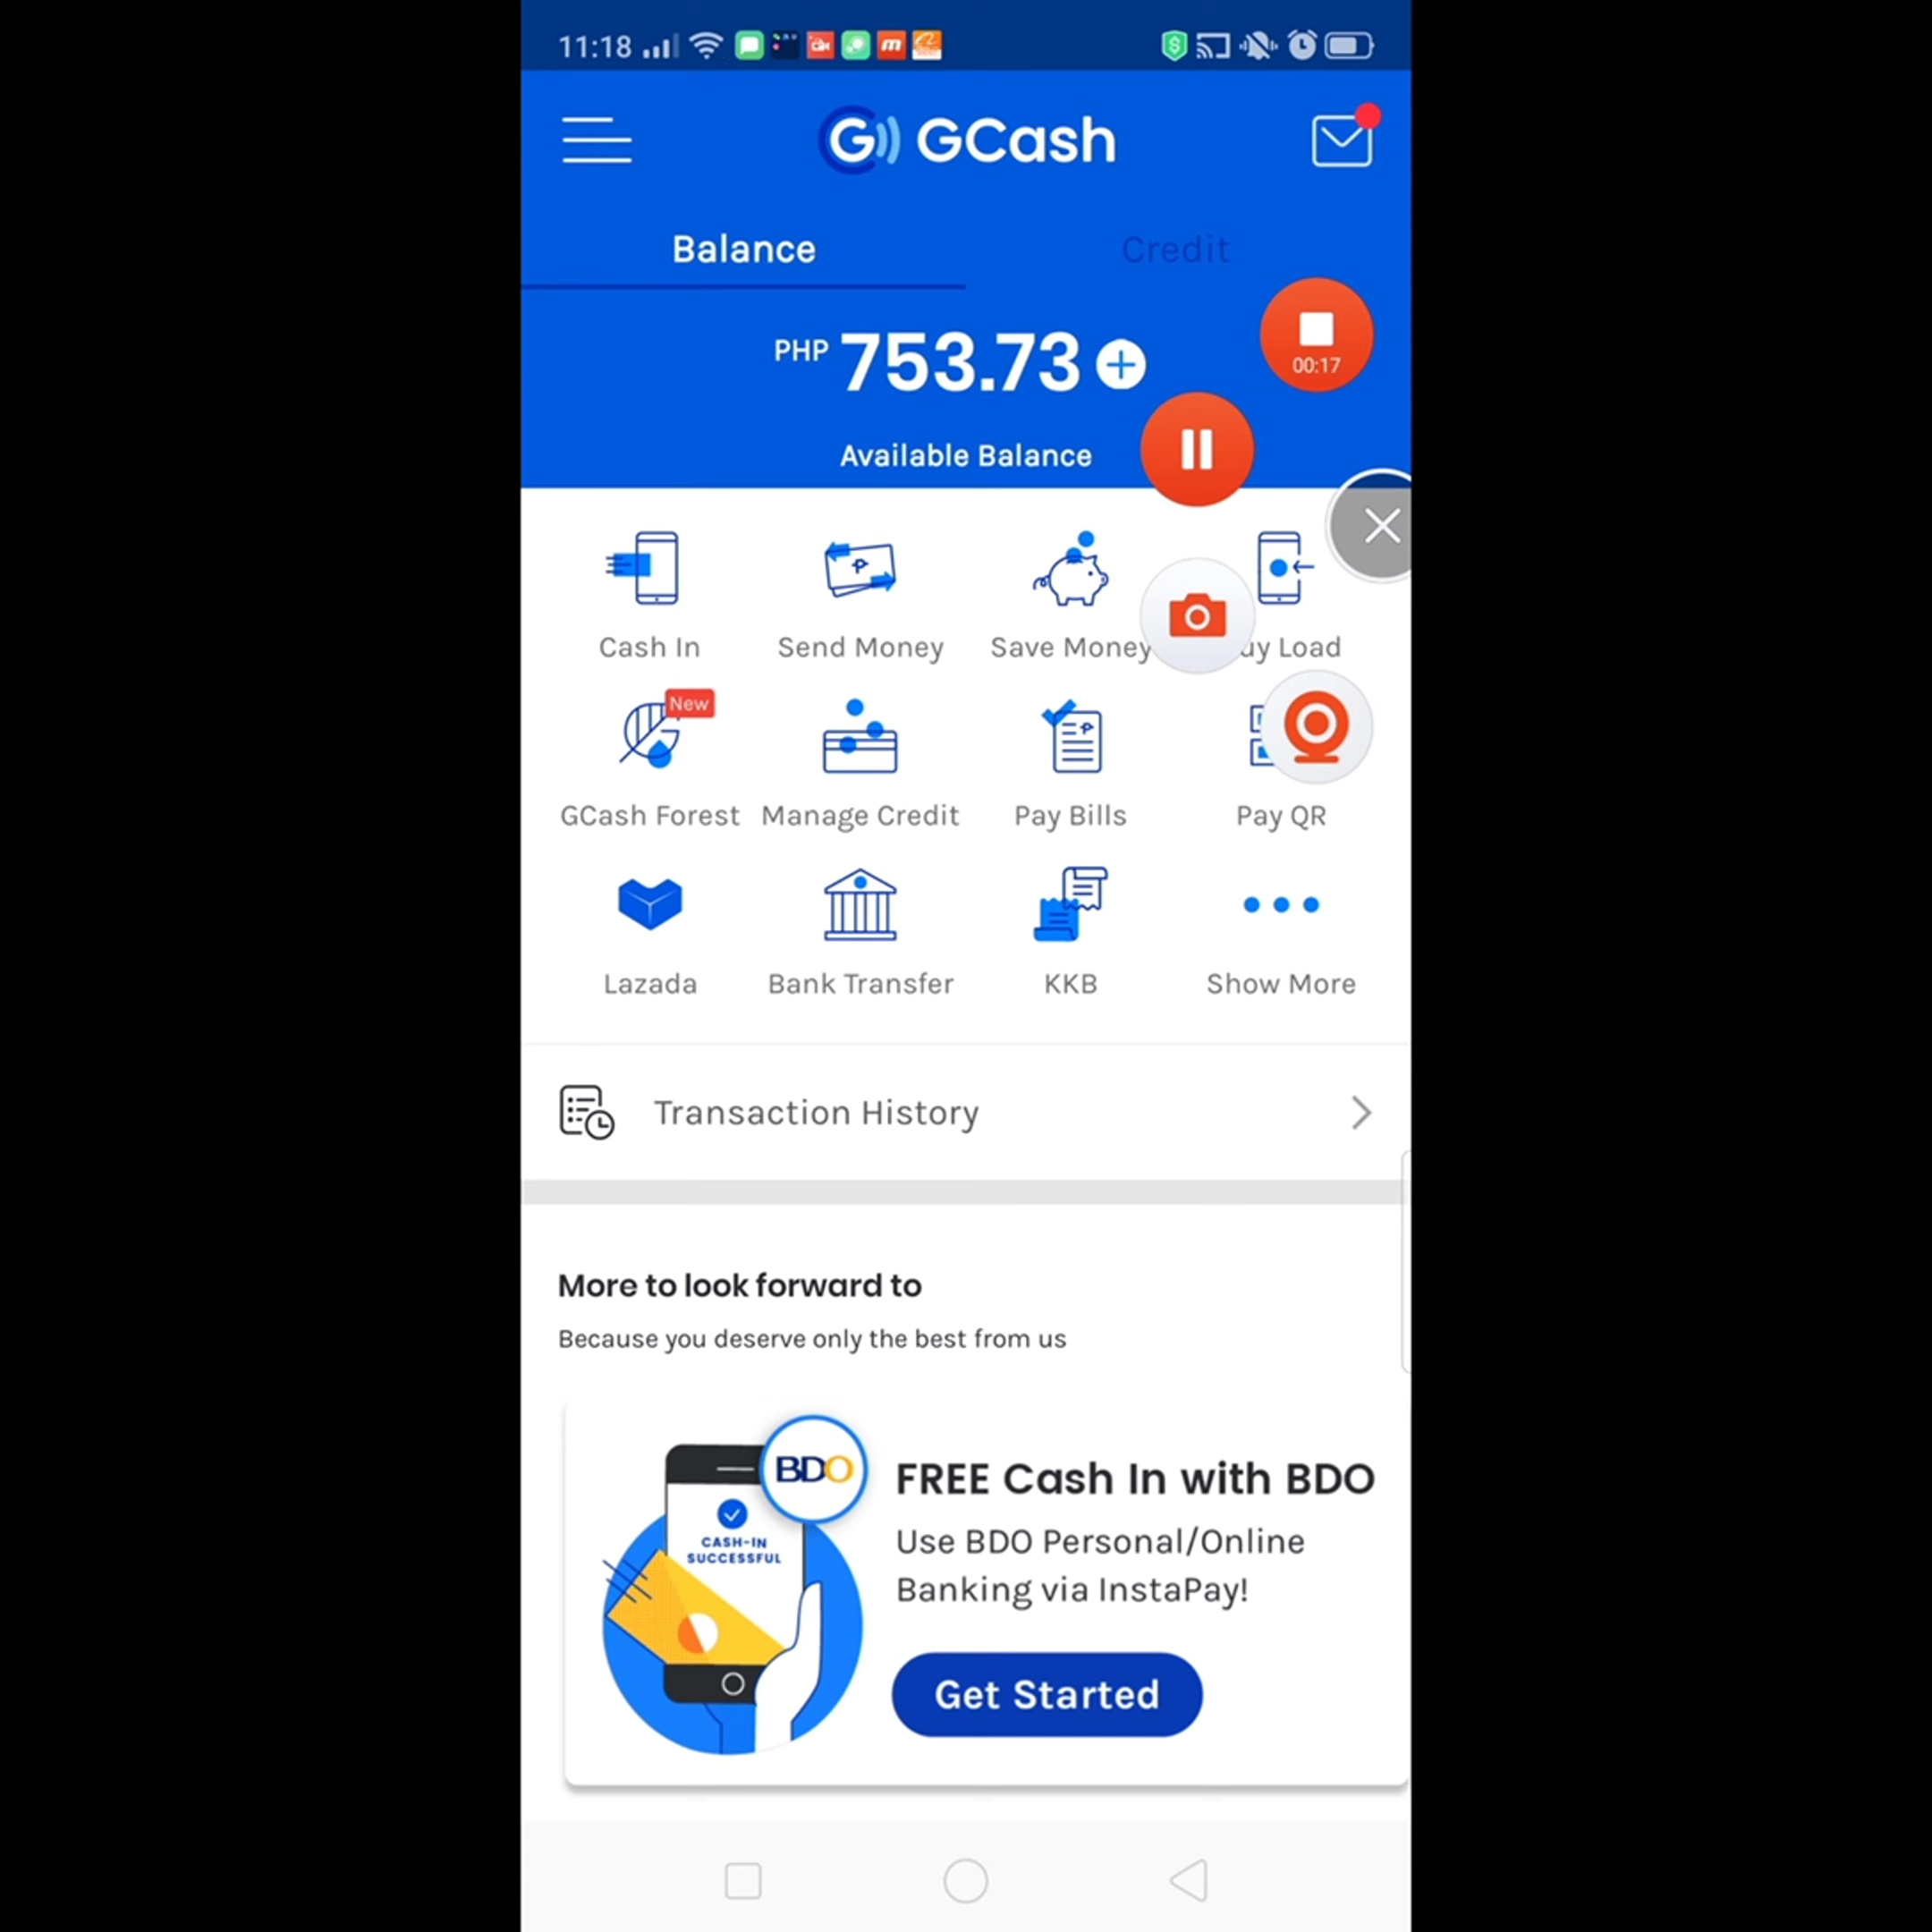 11:18
GCash
Balance
Credit
PHP 753.73
00:17
Available Balance
Cash In
Send Money
Save Money
uy Load
New
GCash Forest
Manage Credit
Pay Bills
Pay QR
Lazada
Bank Transfer
KKB
Show More
Transaction History
More to look forward to
Because you deserve only the best from us
BDO
CASH-IN
SUCCESSFUL
FREE Cash In with BDO
Use BDO Personal/Online
Banking via InstaPay!
Get Started